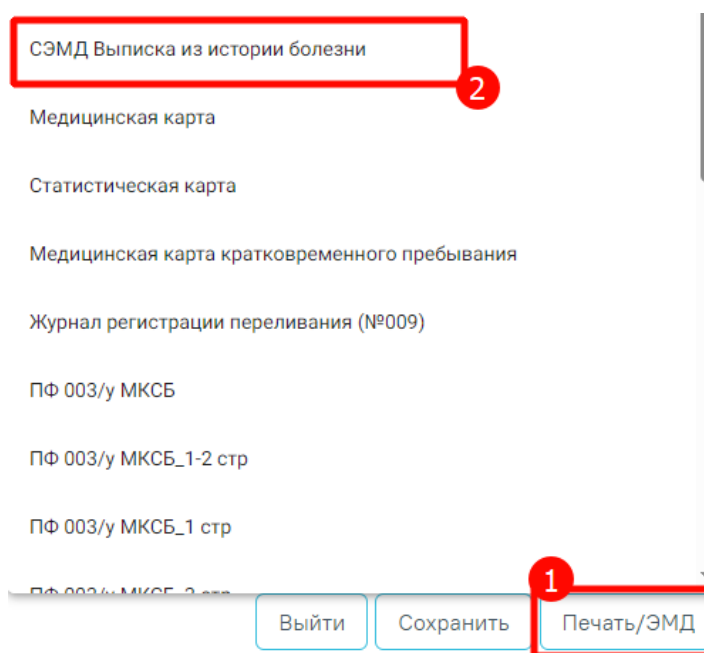 СЭМД Выписка из истории болезни
2
Медицинская карта
Статистическая карта
Медицинская карта кратковременного пребывания
Журнал регистрации переливания (№009)
ПФ 003/у МКСБ
ПФ 003/у МКСБ_1-2 стр
ПФ 003/у МКСБ_1 стр
1
Выйти Сохранить Печать/ЭМД